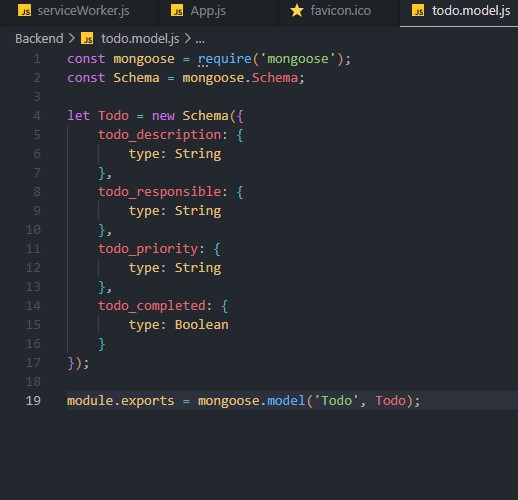 JS serviceWorker.js JS App.js favicon.ico JS todo.model.js
Backend > JS todo.model.js > ...
1 const mongoose = require('mongoose');
2 const Schema = mongoose.Schema;
3
4 let Todo = new Schema({
5     todo_description: {
6         type: String
7     },
8     todo_responsible: {
9         type: String
10     },
11     todo_priority: {
12         type: String
13     },
14     todo_completed: {
15         type: Boolean
16     }
17 });
18
19 module.exports = mongoose.model('Todo', Todo);